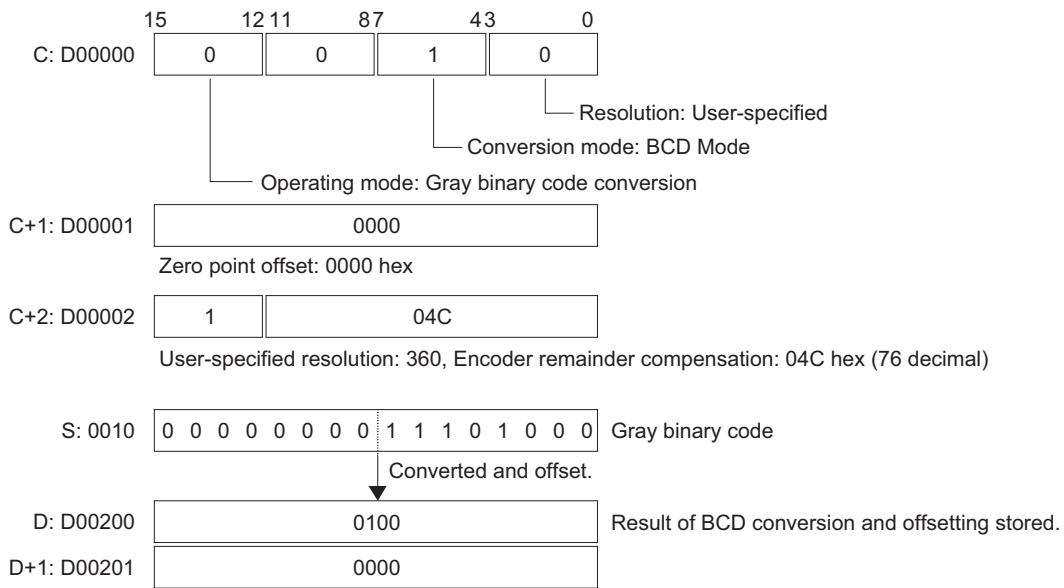 15 12 11 8 7 4 3 0
C: D00000 0 0 1 0
Resolution: User-specified
Conversion mode: BCD Mode
Operating mode: Gray binary code conversion
C+1: D00001 0000
Zero point offset: 0000 hex
C+2: D00002 1 04C
User-specified resolution: 360, Encoder remainder compensation: 04C hex (76 decimal)
S: 0010 0 0 0 0 0 0 0 0 1 1 1 0 1 0 0 0 Gray binary code
Converted and offset.
D: D00200 0100 Result of BCD conversion and offsetting stored.
D+1: D00201 0000